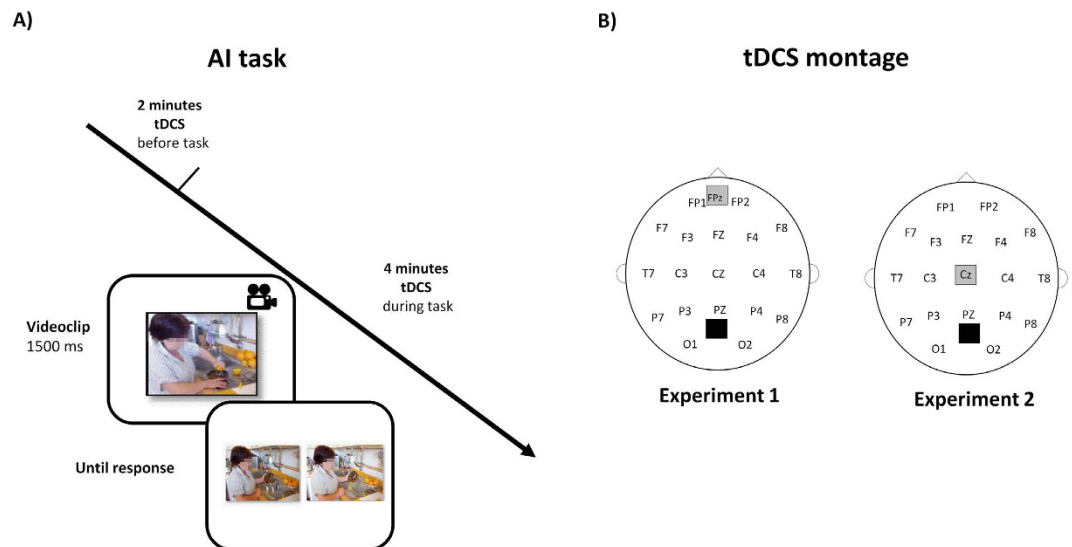 A)
AI task
2 minutes
tDCS
before task
4 minutes
tDCS
during task
Videoclip
1500 ms
Until response
B)
tDCS montage
FP1 FPz FP2
F7 F3 FZ F4 F8
T7 C3 CZ C4 T8
P7 P3 PZ P4 P8
O1 O2
Experiment 1
FP1 FP2
F7 F3 FZ F4 F8
T7 C3 Cz C4 T8
P7 P3 PZ P4 P8
O1 O2
Experiment 2